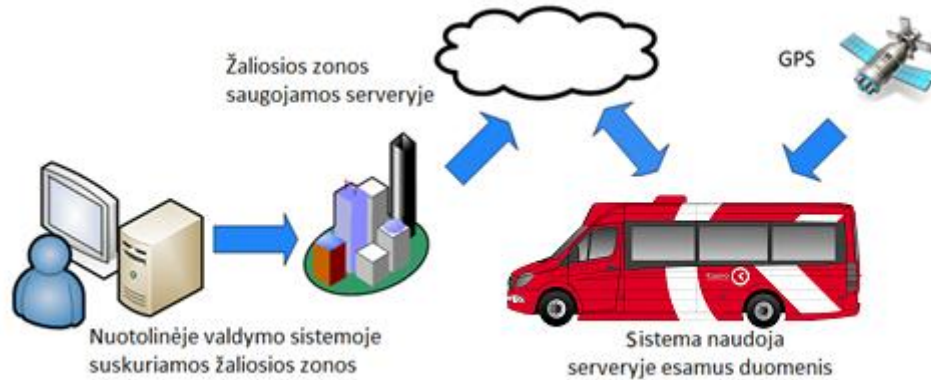 Žaliosios zonos
saugojamos serveryje
GPS
Nuotolinėje valdymo sistemoje
suskuriamos žaliosios zonos
Sistema naudoja
serveryje esamus duomenis